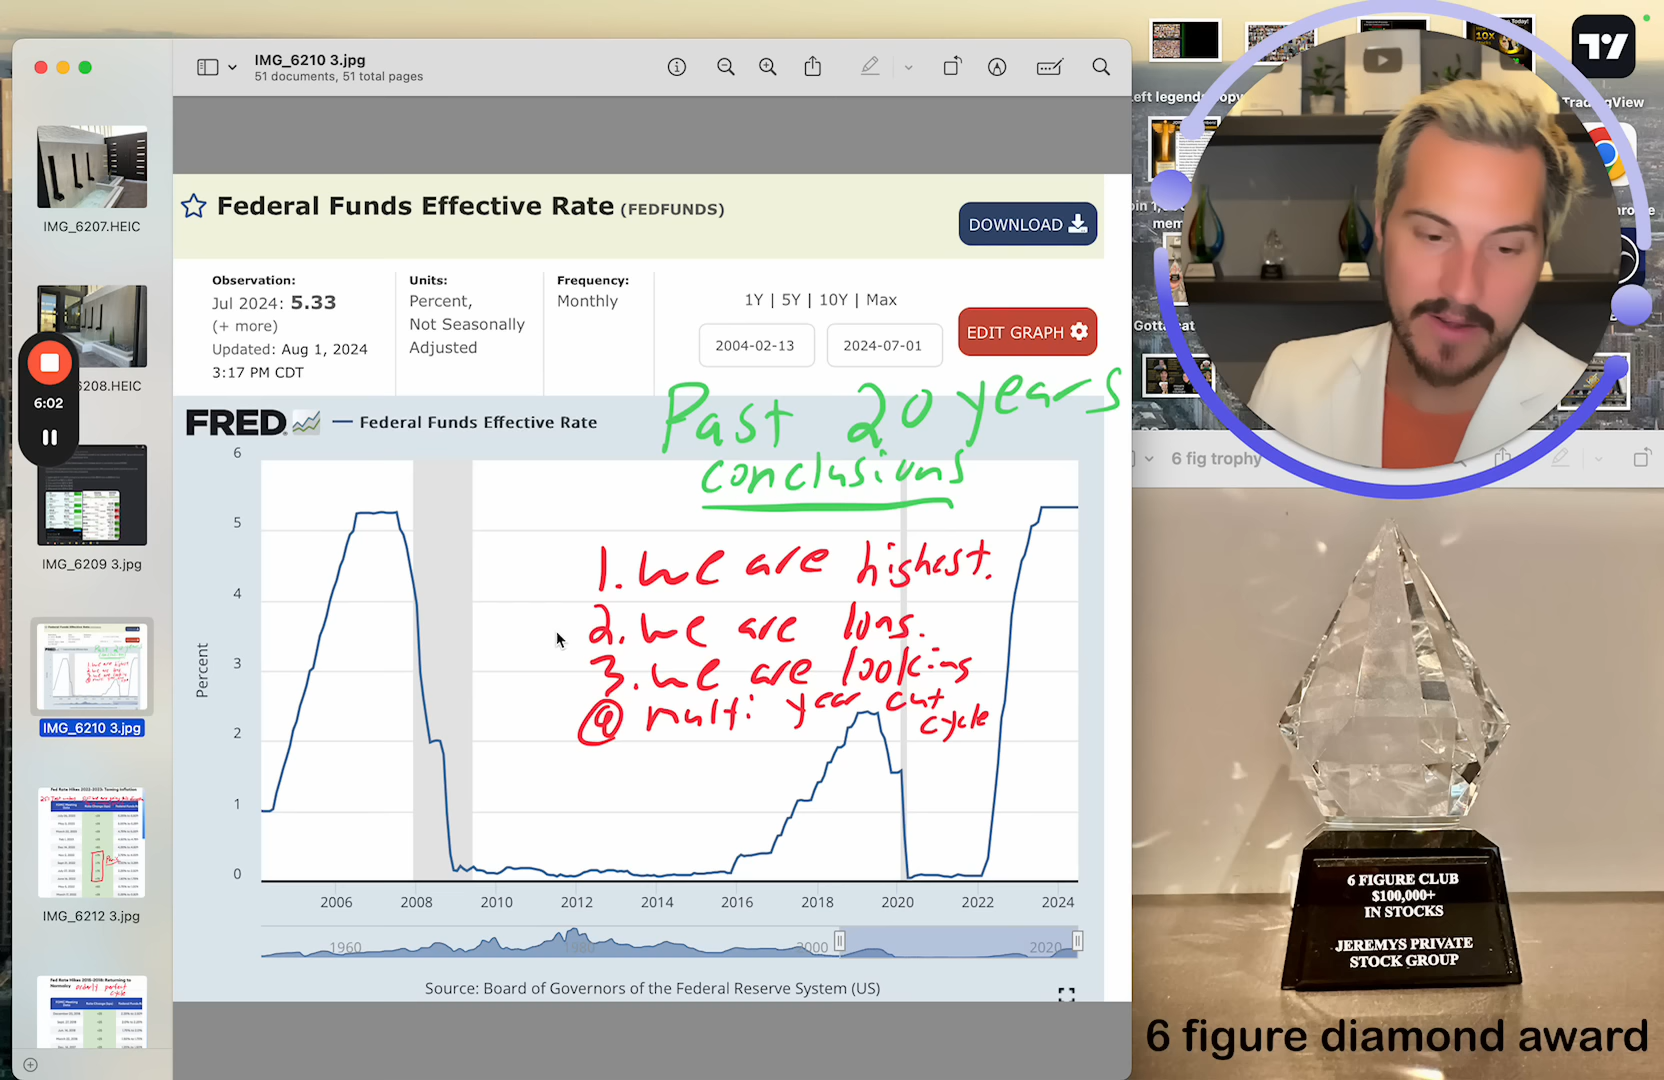 IMG_6210 3.jpg
51 documents, 51 total pages
IMG_6207.HEIC
6208.HEIC
6:02
IMG_6209 3.jpg
IMG_6210 3.jpg
IMG_6212 3.jpg
Federal Funds Effective Rate (FEDFUNDS)
DOWNLOAD
Observation:
Jul 2024: 5.33
(+ more)
Updated: Aug 1, 2024
3:17 PM CDT
Units:
Percent,
Not Seasonally
Adjusted
Frequency:
Monthly
1Y | 5Y | 10Y | Max
2004-02-13
2024-07-01
EDIT GRAPH
FRED
Federal Funds Effective Rate
Past 20 years
conclusions
1. we are highest.
2. we are long.
3. we are looking
@ multi year cut
cycle
Percent
6
5
4
3
2
1
0
2006 2008 2010 2012 2014 2016 2018 2020 2022 2024
1960 1980 2000 2020
Source: Board of Governors of the Federal Reserve System (US)
TradingView
6 fig trophy
6 FIGURE CLUB
$100,000+
IN STOCKS
JEREMYS PRIVATE
STOCK GROUP
6 figure diamond award